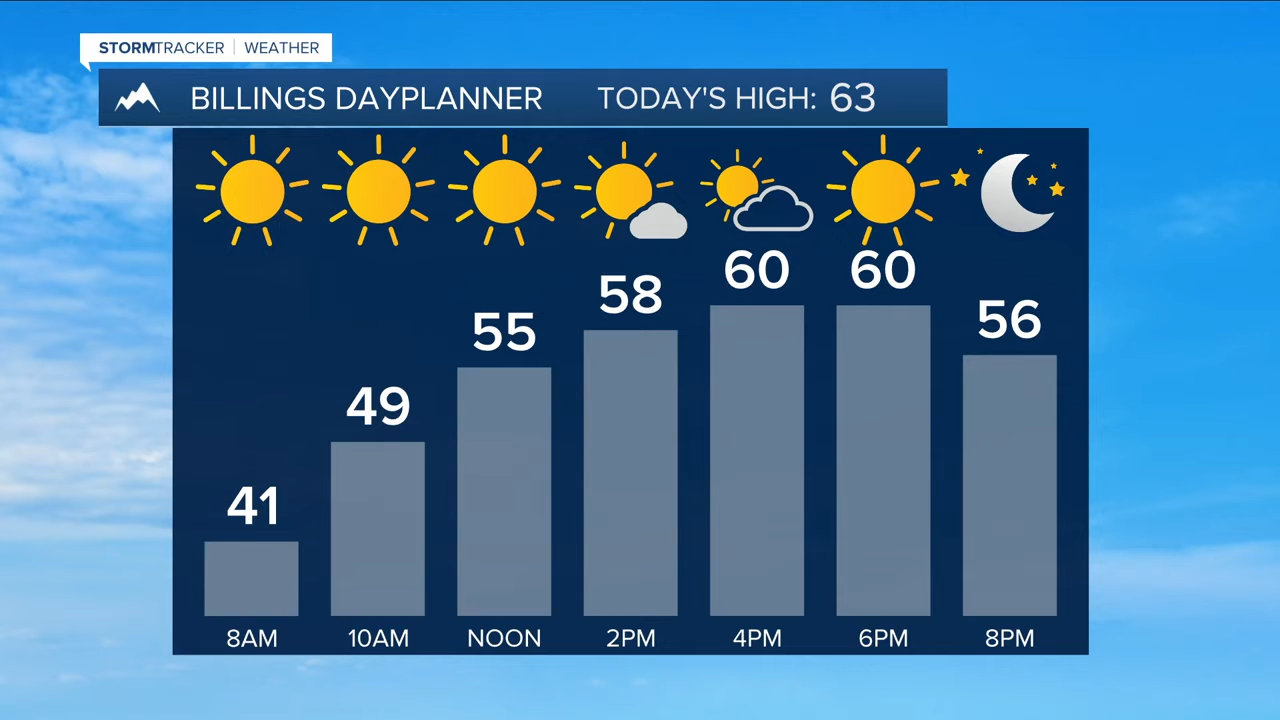 STORMTRACKER | WEATHER
BILLINGS DAYPLANNER TODAY'S HIGH: 63
41 49 55 58 60 60 56
8AM 10AM NOON 2PM 4PM 6PM 8PM